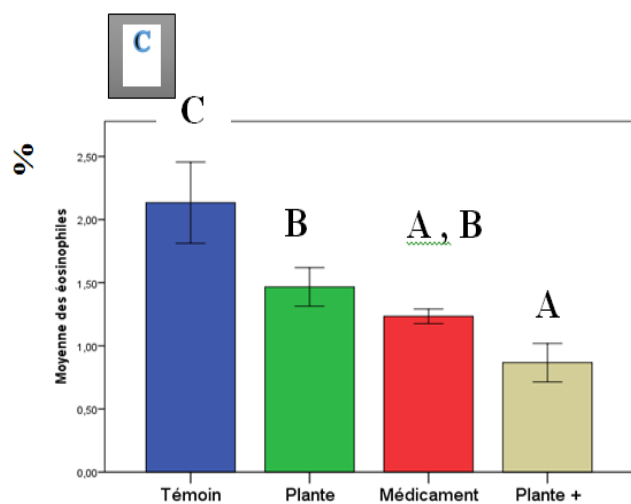 C
C
%
2,50
2,00
1,50
1,00
0,50
0,00
Moyenne des éosinophiles
B
A , B
A
Témoin Plante Médicament Plante +